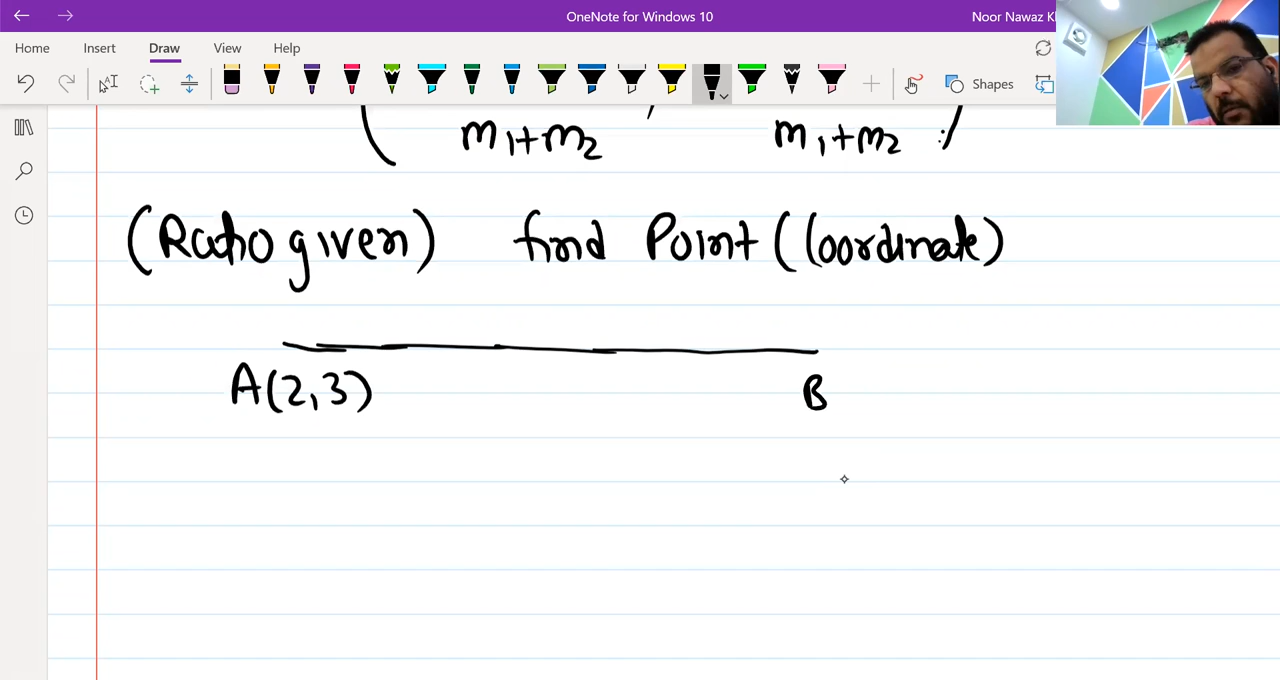 OneNote for Windows 10
Noor Nawaz Kh
Home Insert Draw View Help
Shapes
( m₁+m₂ , m₁+m₂ )
(Ratio given) find Point (Coordinate)
A(2,3) B